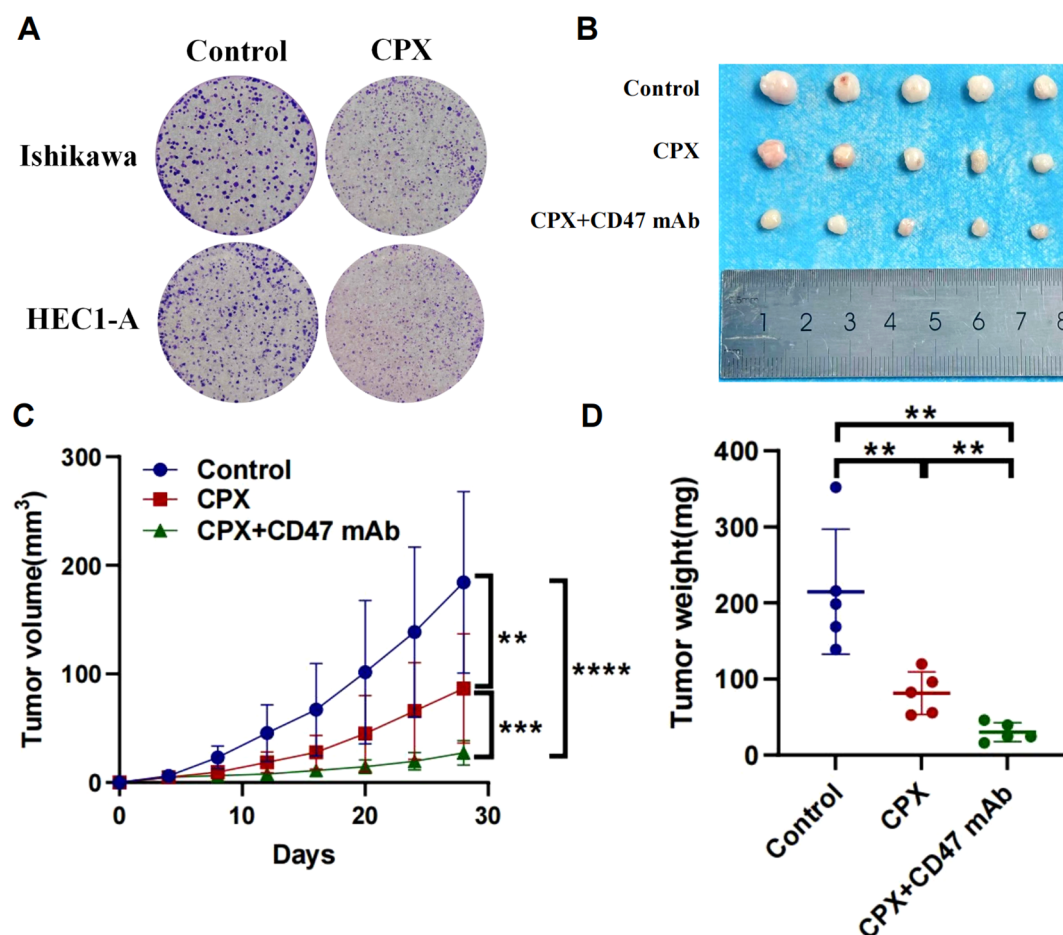 A
Control CPX
Ishikawa
HEC1-A
B
Control
CPX
CPX+CD47 mAb
1 2 3 4 5 6 7 8
C
Tumor volume(mm³)
300
200
100
0
0 10 20 30
Days
Control
CPX
CPX+CD47 mAb
**
***
****
D
Tumor weight(mg)
400
300
200
100
0
**
** **
Control
CPX
CPX+CD47 mAb